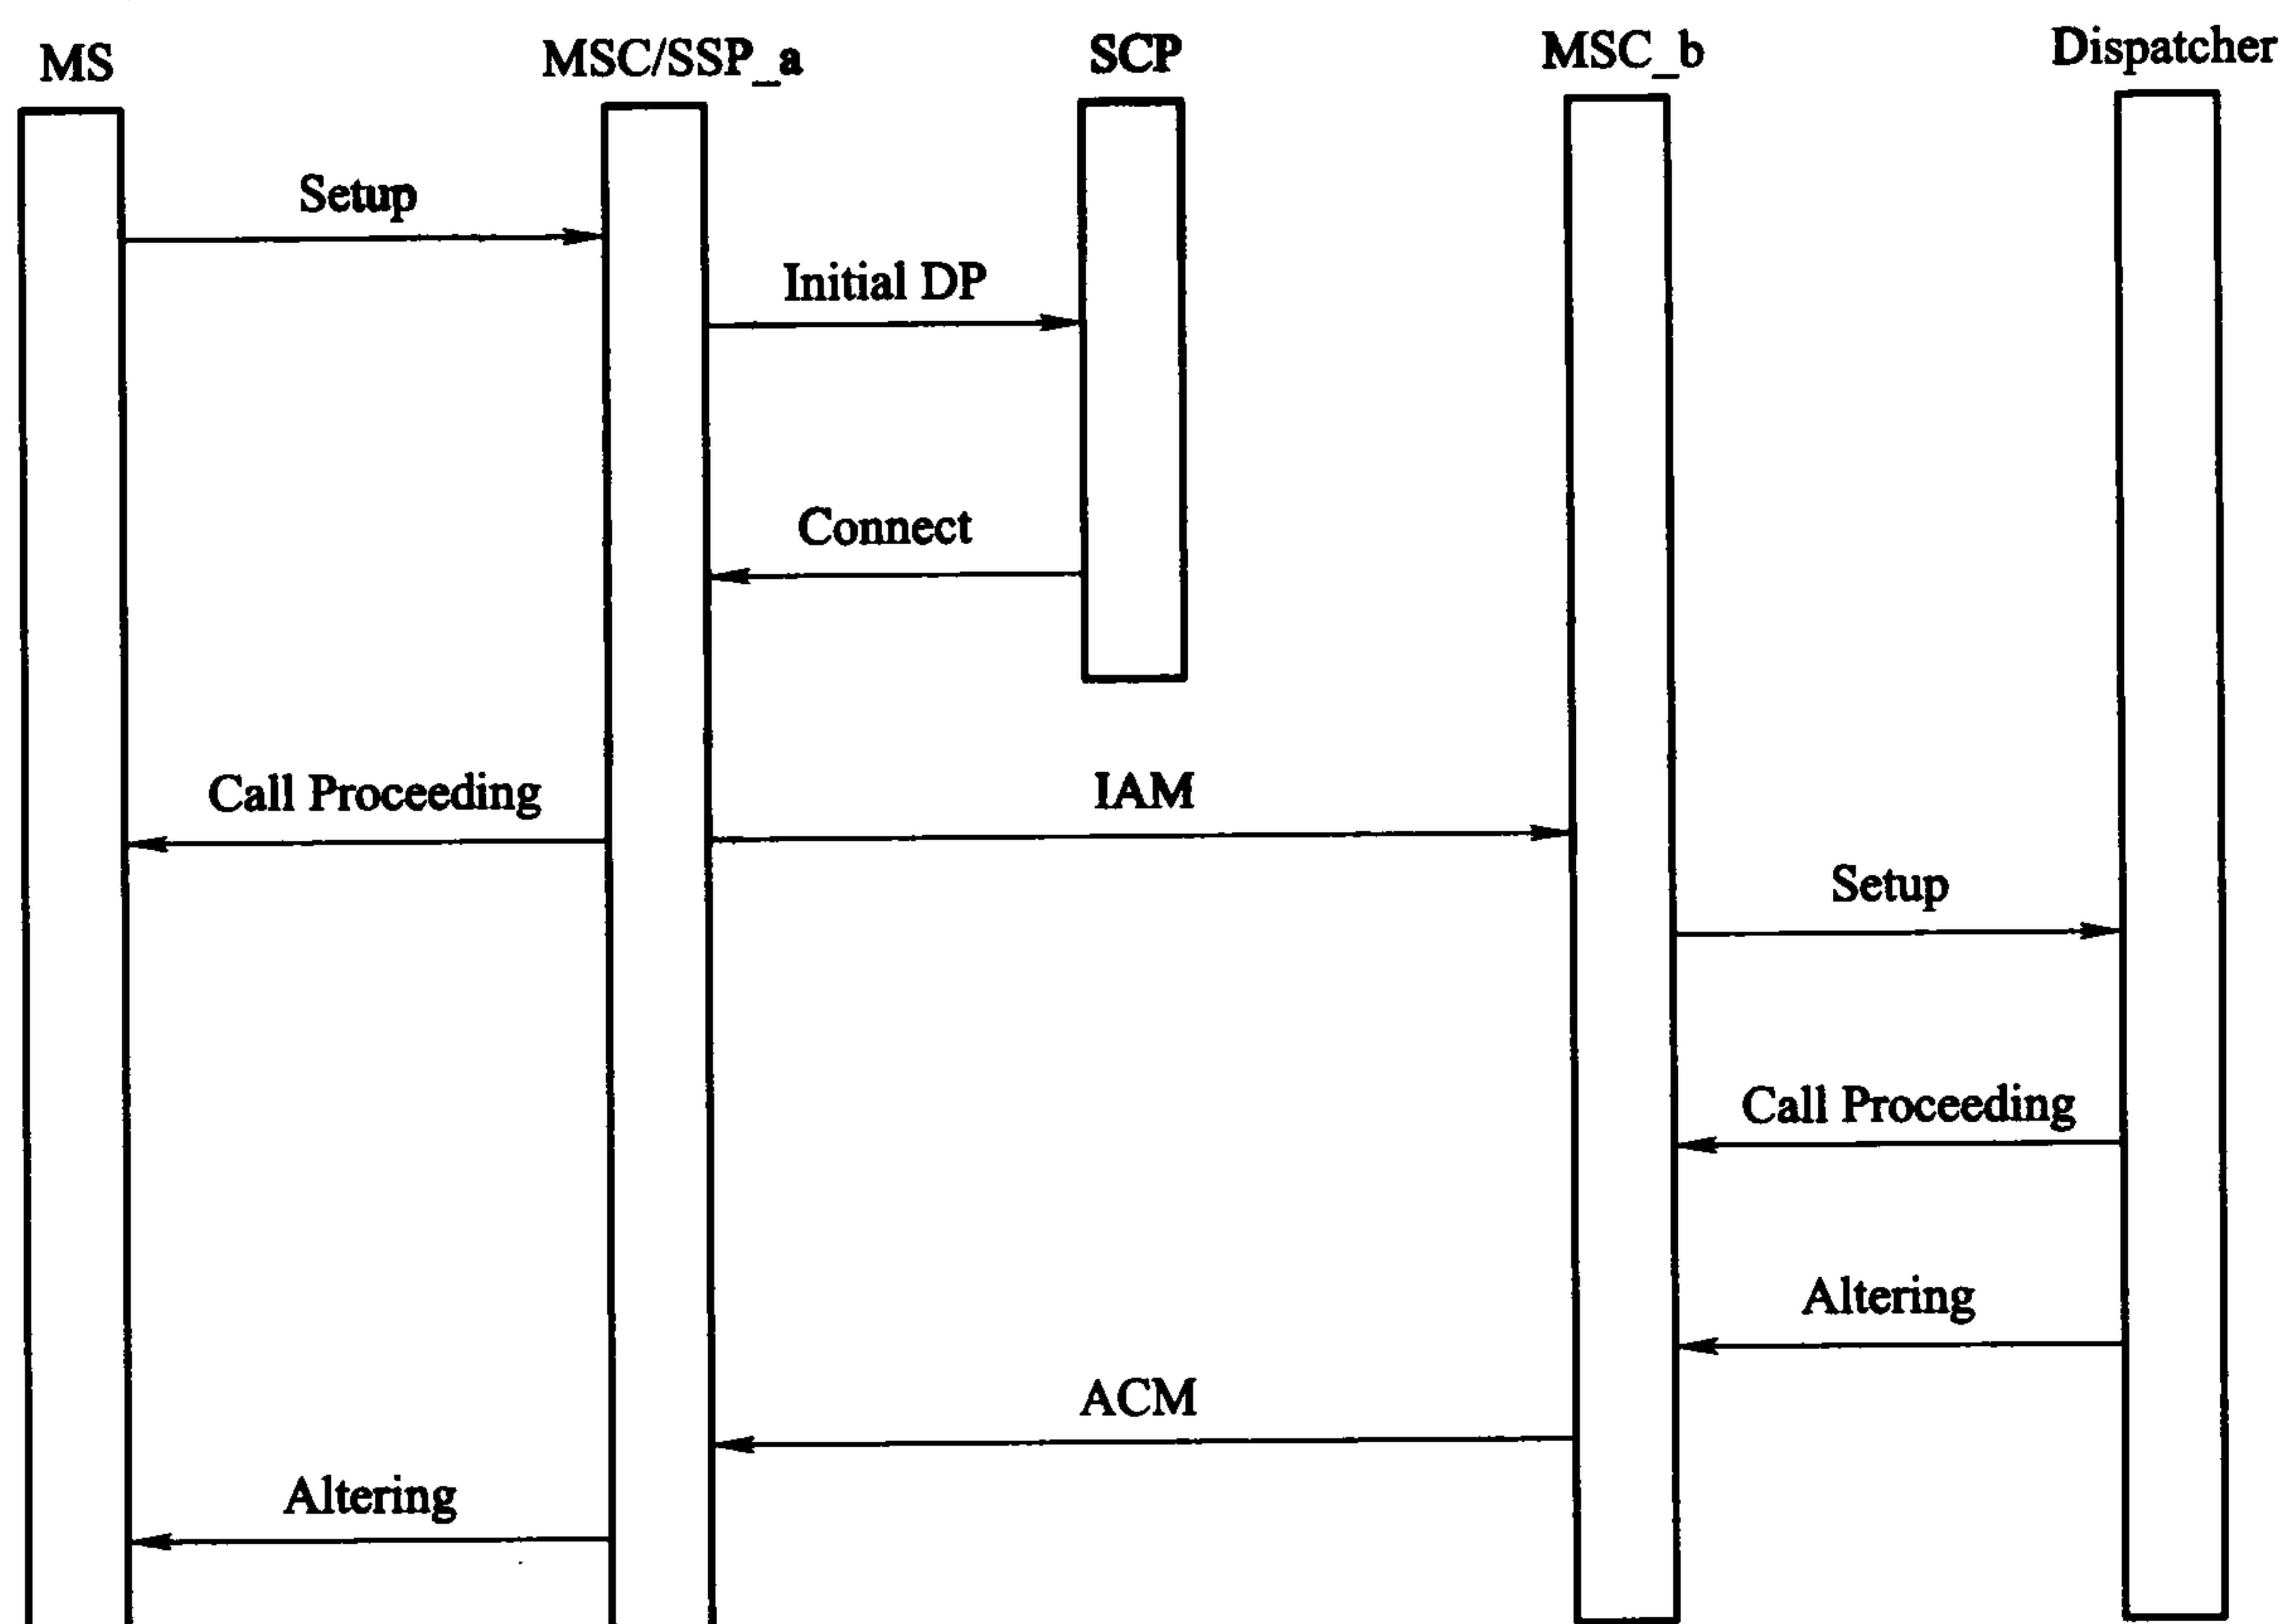 MS
MSC/SSP_a
SCP
MSC_b
Dispatcher
Setup
Initial DP
Connect
Call Proceeding
IAM
Setup
Call Proceeding
Altering
ACM
Altering